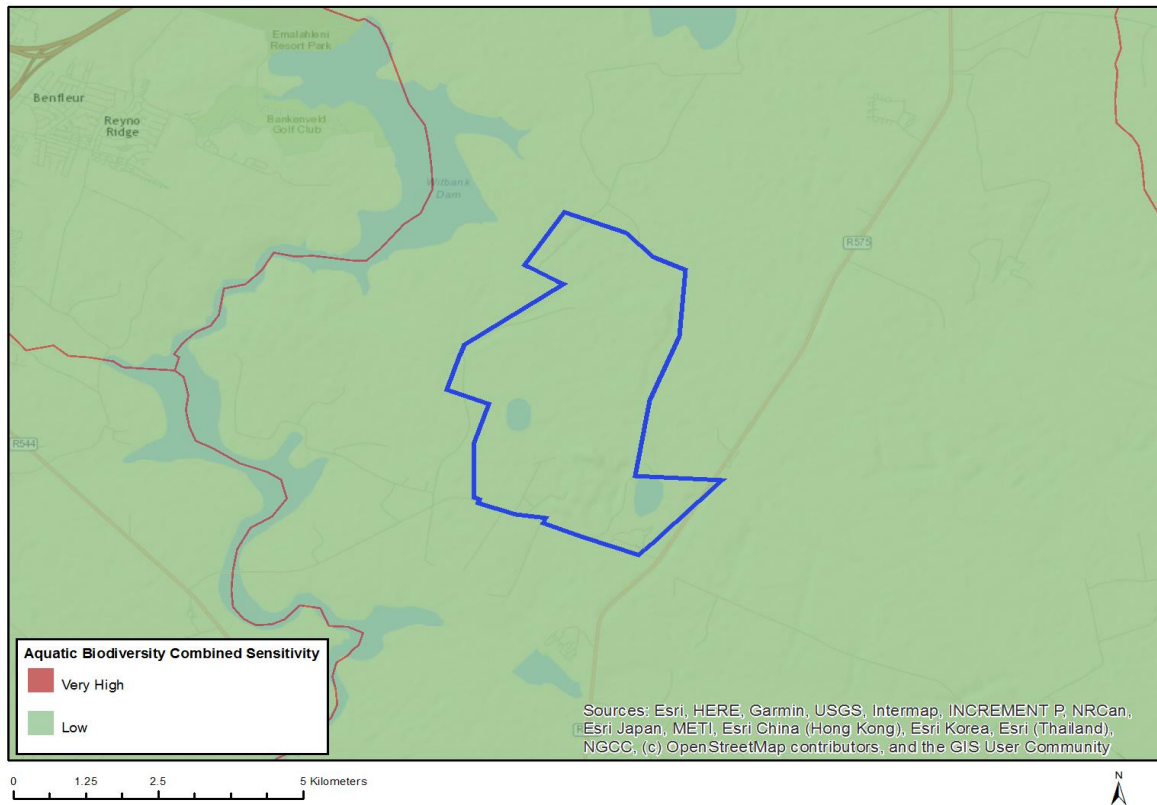 Emalahleni
Resort Park
Benfleur
Reyno
Ridge
Bankenveld
Golf Club
Witbank
Dam
R575
R544
Aquatic Biodiversity Combined Sensitivity
Very High
Low
Sources: Esri, HERE, Garmin, USGS, Intermap, INCREMENT P, NRCan,
Esri Japan, METI, Esri China (Hong Kong), Esri Korea, Esri (Thailand),
NGCC, (c) OpenStreetMap contributors, and the GIS User Community
0 1.25 2.5 5 Kilometers
N